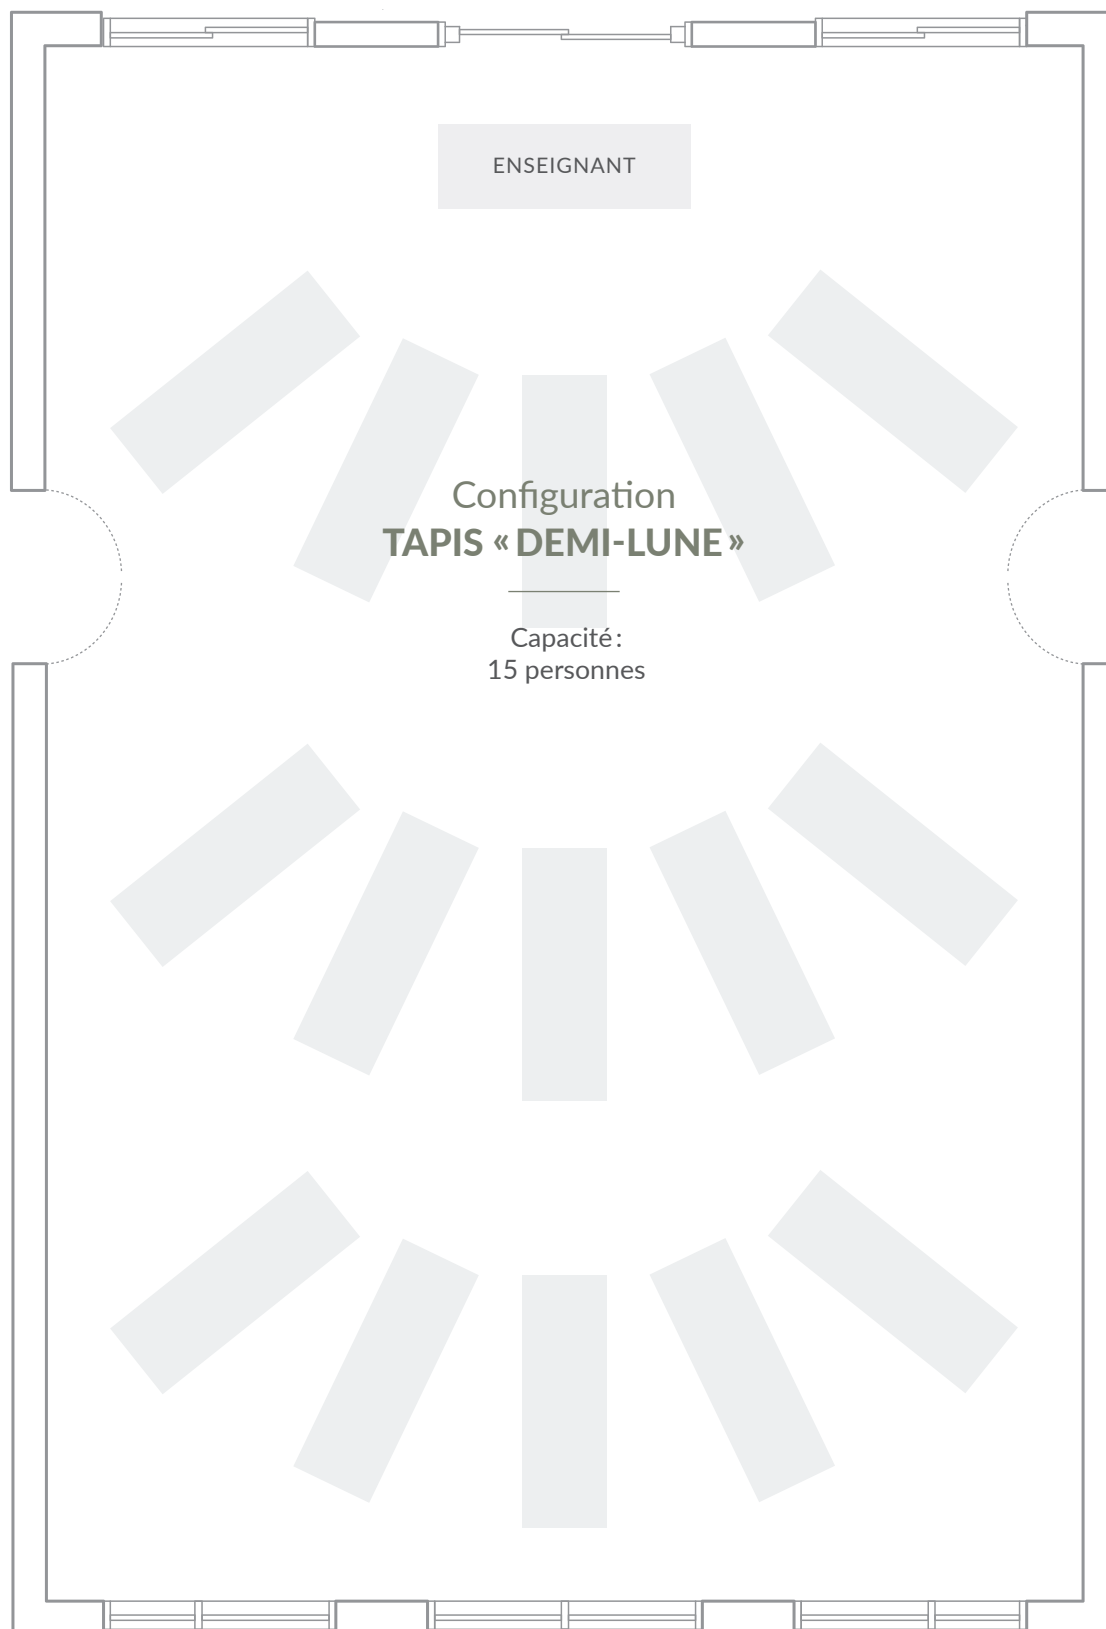 ENSEIGNANT
Configuration
TAPIS « DEMI-LUNE »
Capacité :
15 personnes